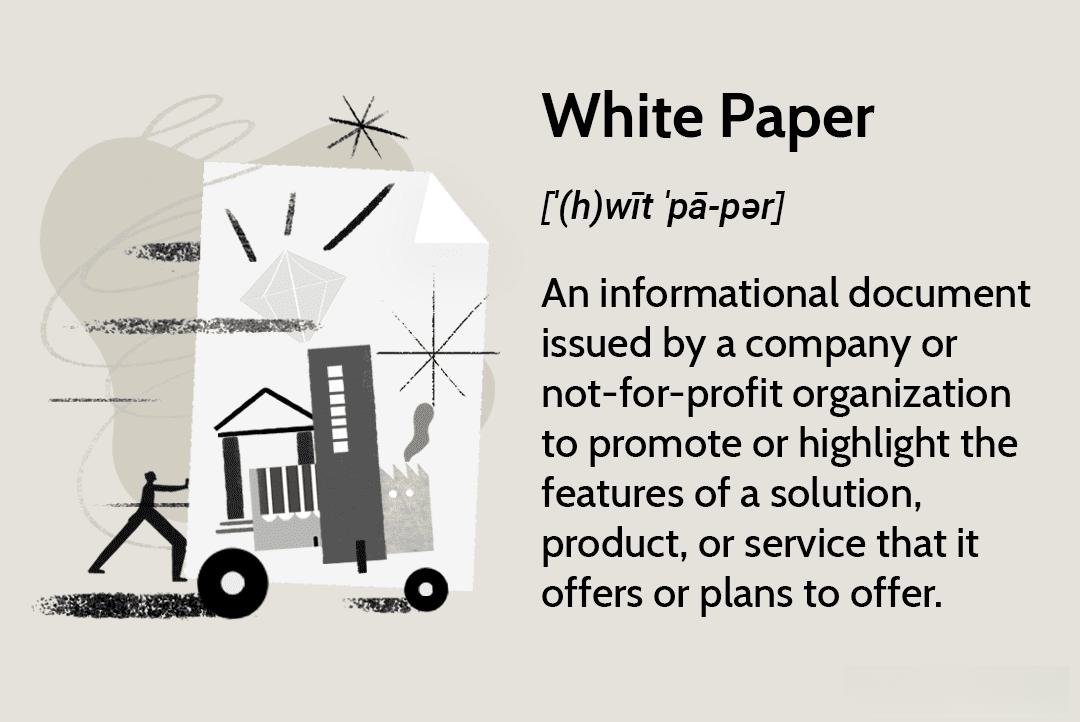 White Paper
[ˈ(h)wīt ˈpā-pər]
An informational document
issued by a company or
not-for-profit organization
to promote or highlight the
features of a solution,
product, or service that it
offers or plans to offer.